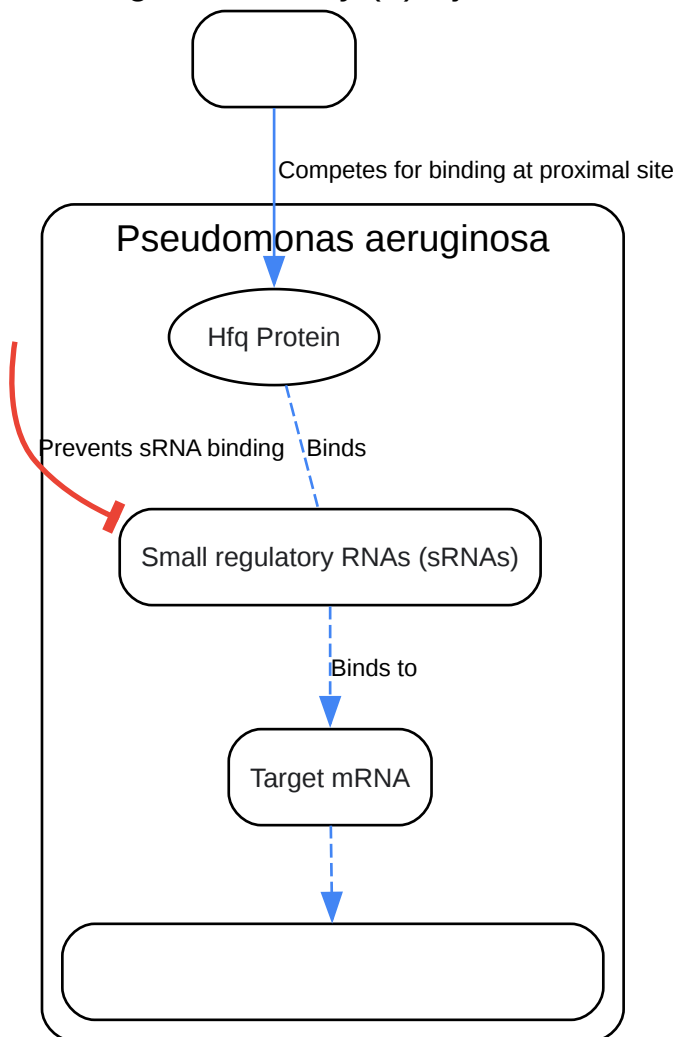 Competes for binding at proximal site
Pseudomonas aeruginosa
Hfq Protein
Prevents sRNA binding
Binds
Small regulatory RNAs (sRNAs)
Binds to
Target mRNA